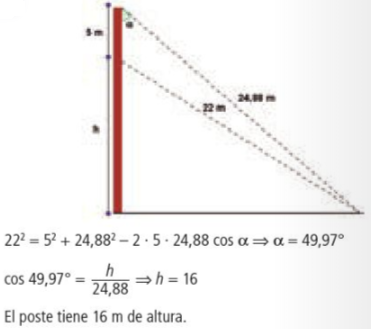 5 m
α
24,88 m
22 m
h
22² = 5² + 24,88² − 2 · 5 · 24,88 cos α ⇒ α = 49,97°
cos 49,97° = h/24,88 ⇒ h = 16
El poste tiene 16 m de altura.